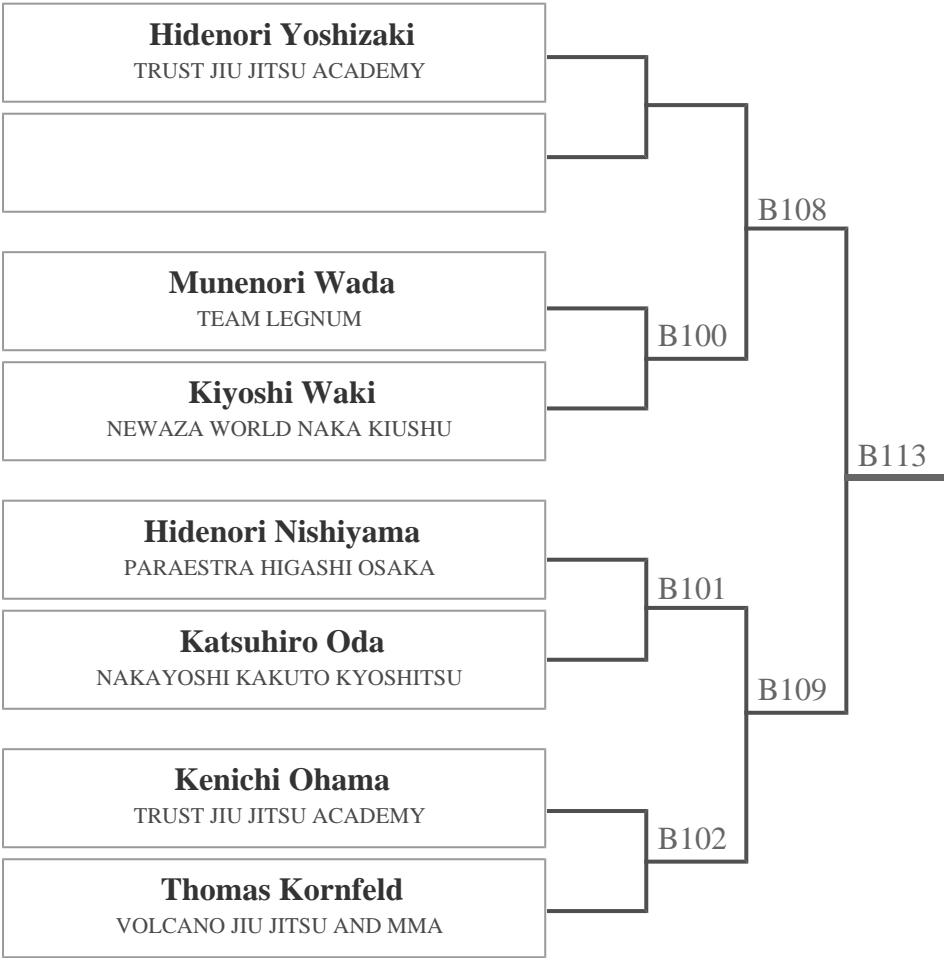 Hidenori Yoshizaki
TRUST JIU JITSU ACADEMY
B108
Munenori Wada
TEAM LEGNUM
B100
Kiyoshi Waki
NEWAZA WORLD NAKA KIUSHU
B113
Hidenori Nishiyama
PARAESTRA HIGASHI OSAKA
B101
Katsuhiro Oda
NAKAYOSHI KAKUTO KYOSHITSU
B109
Kenichi Ohama
TRUST JIU JITSU ACADEMY
B102
Thomas Kornfeld
VOLCANO JIU JITSU AND MMA